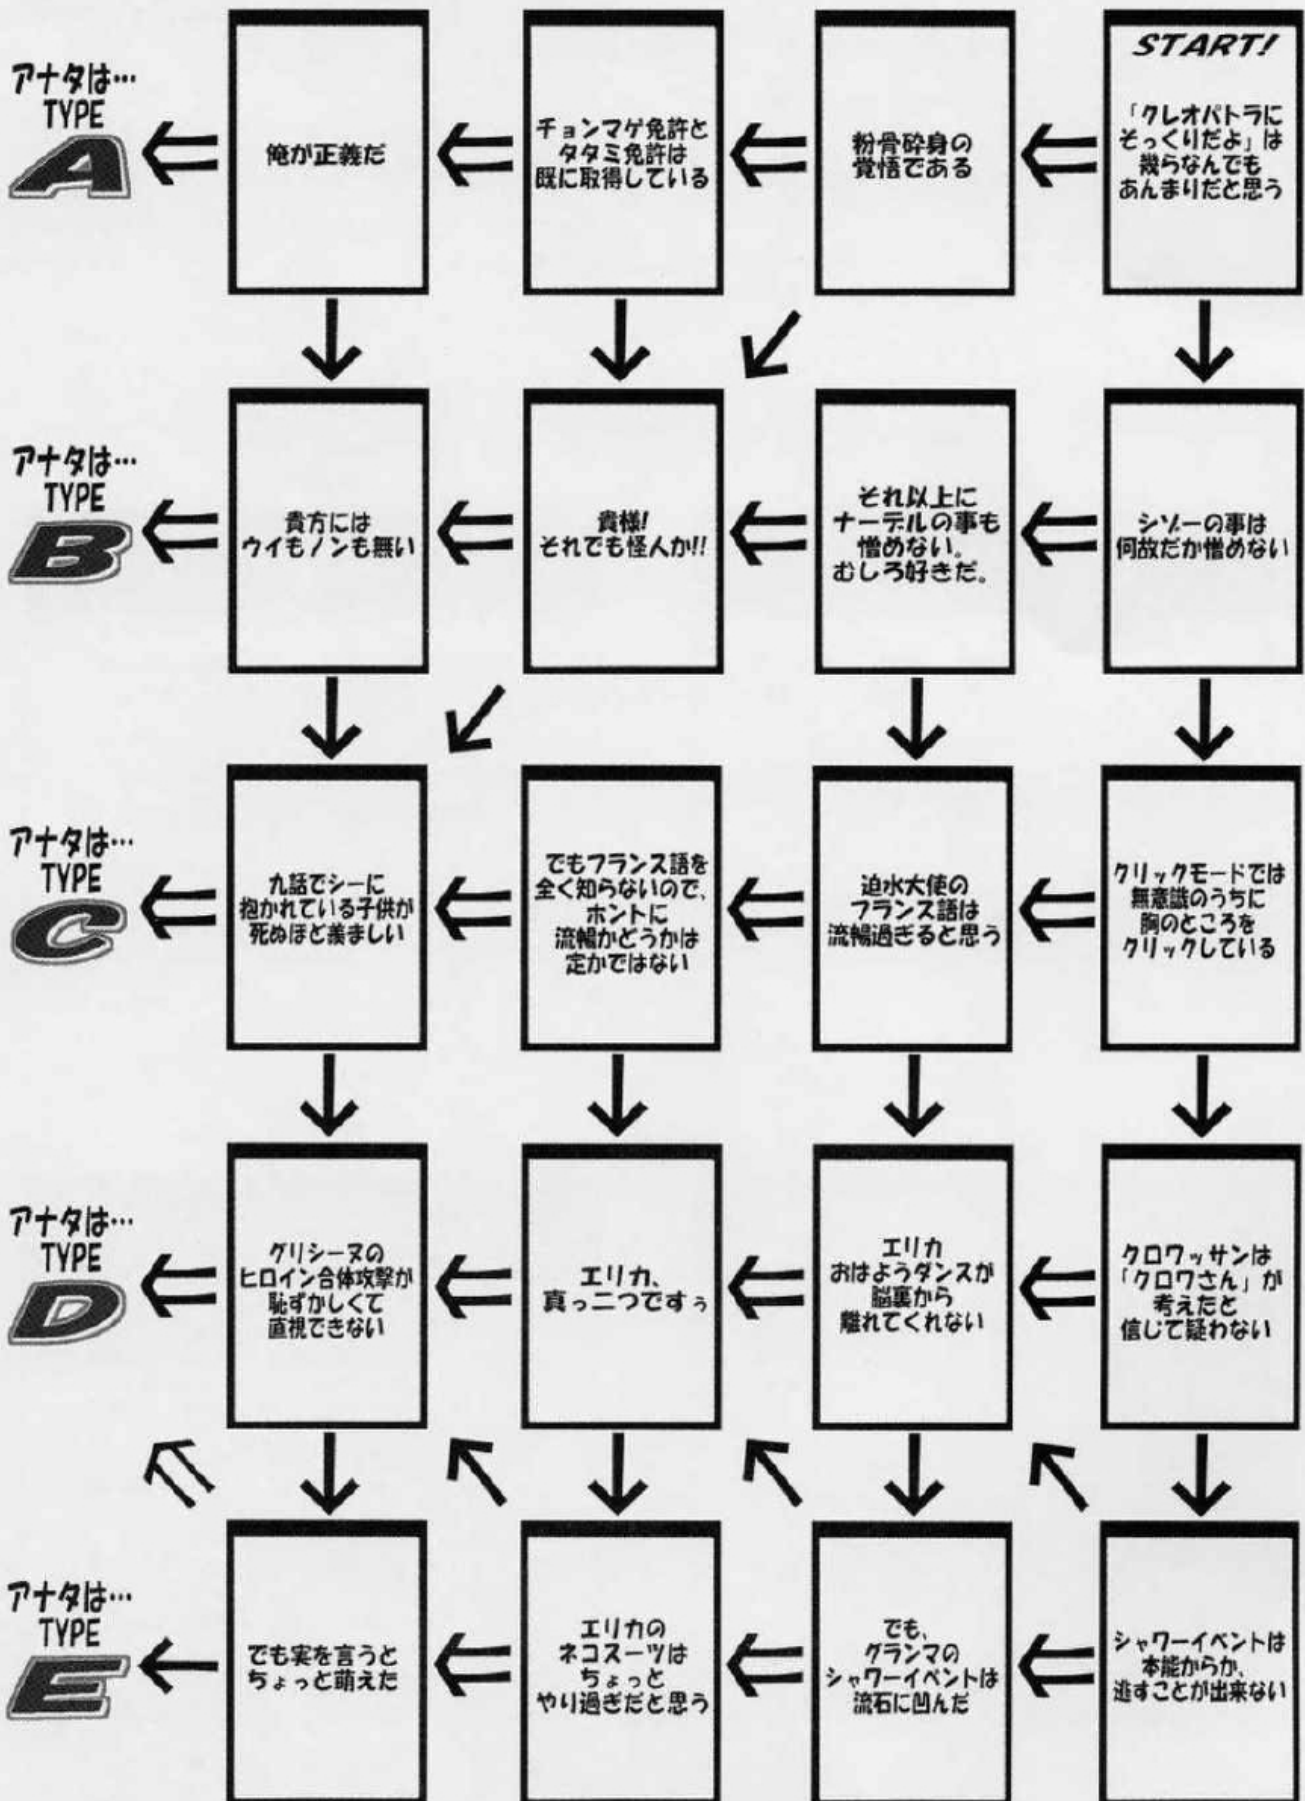 START!
「クレオパトラに
そっくりだよ」は
幾らなんでも
あんまりだと思う
粉骨砕身の
覚悟である
チョンマゲ免許と
タタミ免許は
既に取得している
俺が正義だ
アナタは…
TYPE
A
シゾーの事は
何故だか憎めない
それ以上に
ナーデルの事も
憎めない。
むしろ好きだ。
貴様!
それでも怪人か!!
貴方には
ウイもノンも無い
アナタは…
TYPE
B
クリックモードでは
無意識のうちに
胸のところを
クリックしている
迫水大使の
フランス語は
流暢過ぎると思う
でもフランス語を
全く知らないので、
ホントに
流暢かどうかは
定かではない
九話でシーに
抱かれている子供が
死ぬほど羨ましい
アナタは…
TYPE
C
クロワッサンは
「クロワさん」が
考えたと
信じて疑わない
エリカ
おはようダンスが
脳裏から
離れてくれない
エリカ、
真っ二つですぅ
グリシーヌの
ヒロイン合体攻撃が
恥ずかしくて
直視できない
アナタは…
TYPE
D
シャワーイベントは
本能からか、
逃すことが出来ない
でも、
グランマの
シャワーイベントは
流石に凹んだ
エリカの
ネコスーツは
ちょっと
やり過ぎだと思う
でも実を言うと
ちょっと萌えた
アナタは…
TYPE
E